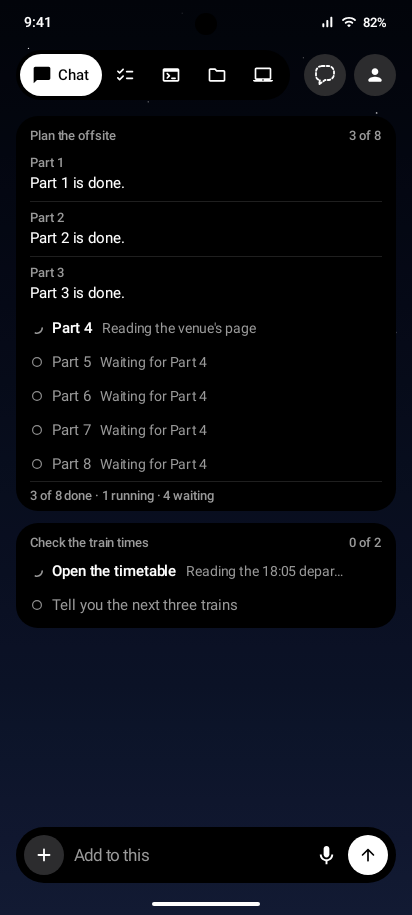 9:41
82%
Chat
Plan the offsite 3 of 8
Part 1
Part 1 is done.
Part 2
Part 2 is done.
Part 3
Part 3 is done.
Part 4 Reading the venue's page
Part 5 Waiting for Part 4
Part 6 Waiting for Part 4
Part 7 Waiting for Part 4
Part 8 Waiting for Part 4
3 of 8 done · 1 running · 4 waiting
Check the train times 0 of 2
Open the timetable Reading the 18:05 depar...
Tell you the next three trains
Add to this